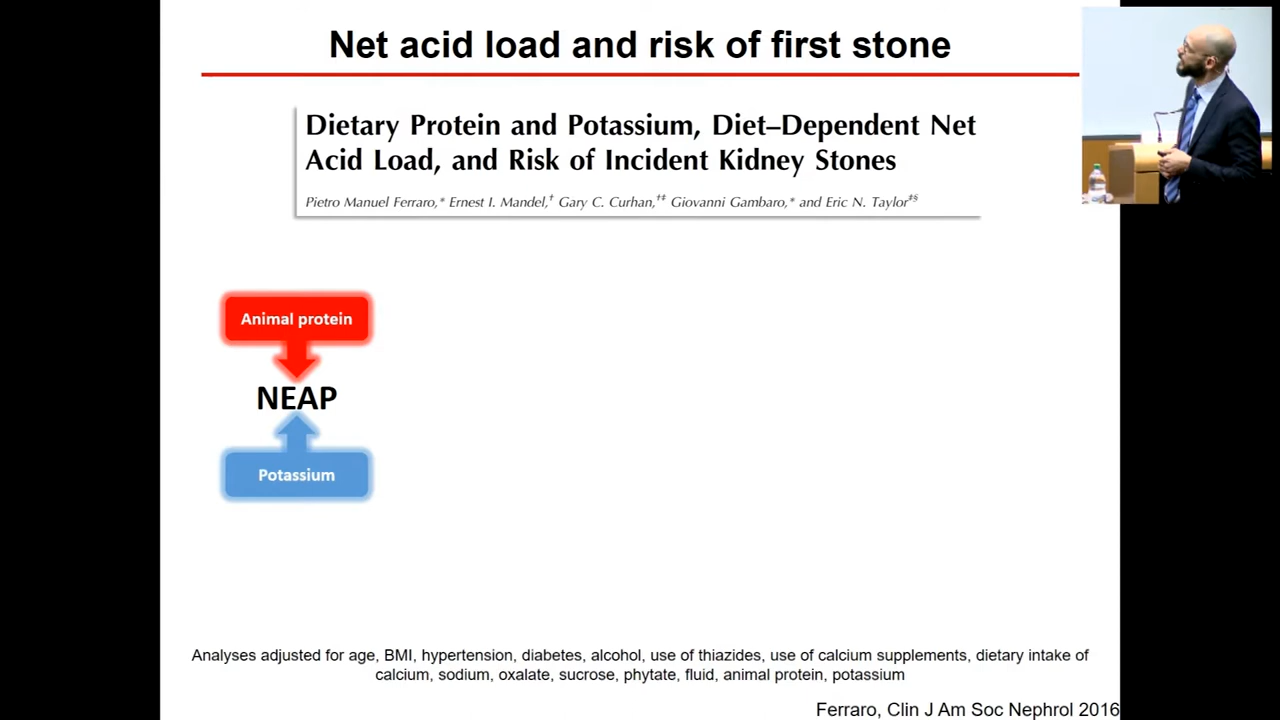 Net acid load and risk of first stone
Dietary Protein and Potassium, Diet–Dependent Net
Acid Load, and Risk of Incident Kidney Stones
Pietro Manuel Ferraro,* Ernest I. Mandel,† Gary C. Curhan,†‡ Giovanni Gambaro,* and Eric N. Taylor‡§
Animal protein
NEAP
Potassium
Analyses adjusted for age, BMI, hypertension, diabetes, alcohol, use of thiazides, use of calcium supplements, dietary intake of
calcium, sodium, oxalate, sucrose, phytate, fluid, animal protein, potassium
Ferraro, Clin J Am Soc Nephrol 2016